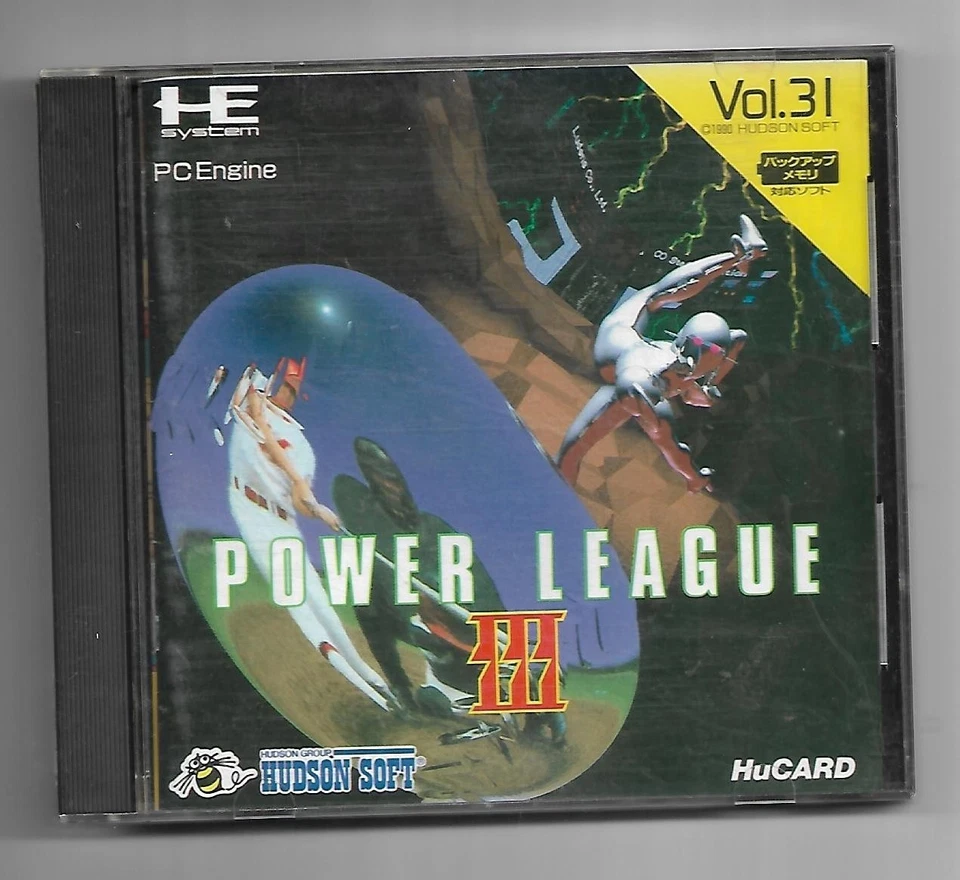 HE
system
PC Engine
Vol.31
©1990 HUDSON SOFT
バックアップ
メモリ
対応ソフト
POWER LEAGUE
III
HUDSON GROUP
HUDSON SOFT®
HuCARD